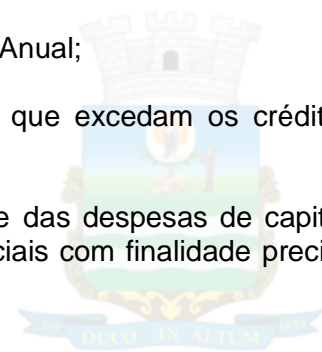 Anual;
que excedam os crédit
e das despesas de capit
ciais com finalidade preci
DUCO IN ALTUM